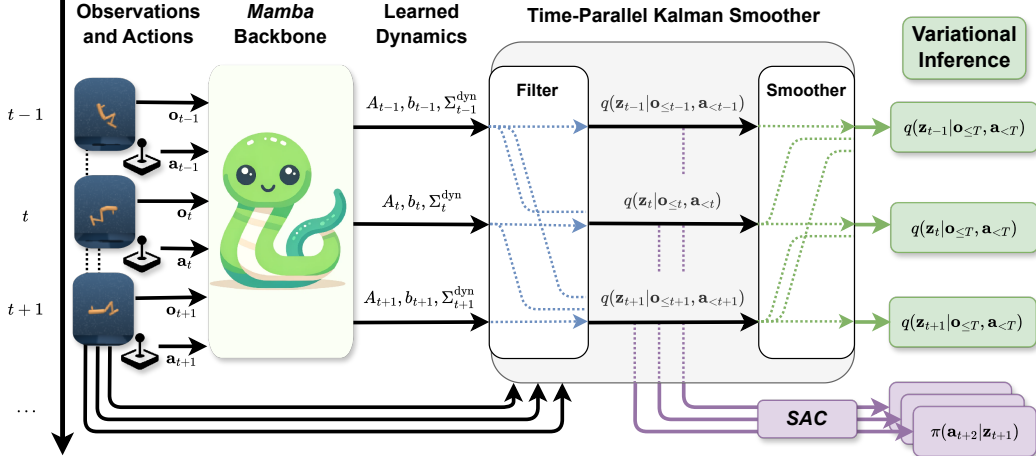 Observations
and Actions
Mamba
Backbone
Learned
Dynamics
Time-Parallel Kalman Smoother
Variational
Inference
Filter
Smoother
t − 1
o_{t−1}
a_{t−1}
A_{t−1}, b_{t−1}, Σ^{dyn}_{t−1}
q(z_{t−1}|o_{≤t−1}, a_{<t−1})
q(z_{t−1}|o_{≤T}, a_{<T})
t
o_t
a_t
A_t, b_t, Σ^{dyn}_t
q(z_t|o_{≤t}, a_{<t})
q(z_t|o_{≤T}, a_{<T})
t + 1
o_{t+1}
a_{t+1}
A_{t+1}, b_{t+1}, Σ^{dyn}_{t+1}
q(z_{t+1}|o_{≤t+1}, a_{<t+1})
q(z_{t+1}|o_{≤T}, a_{<T})
...
SAC
π(a_{t+2}|z_{t+1})